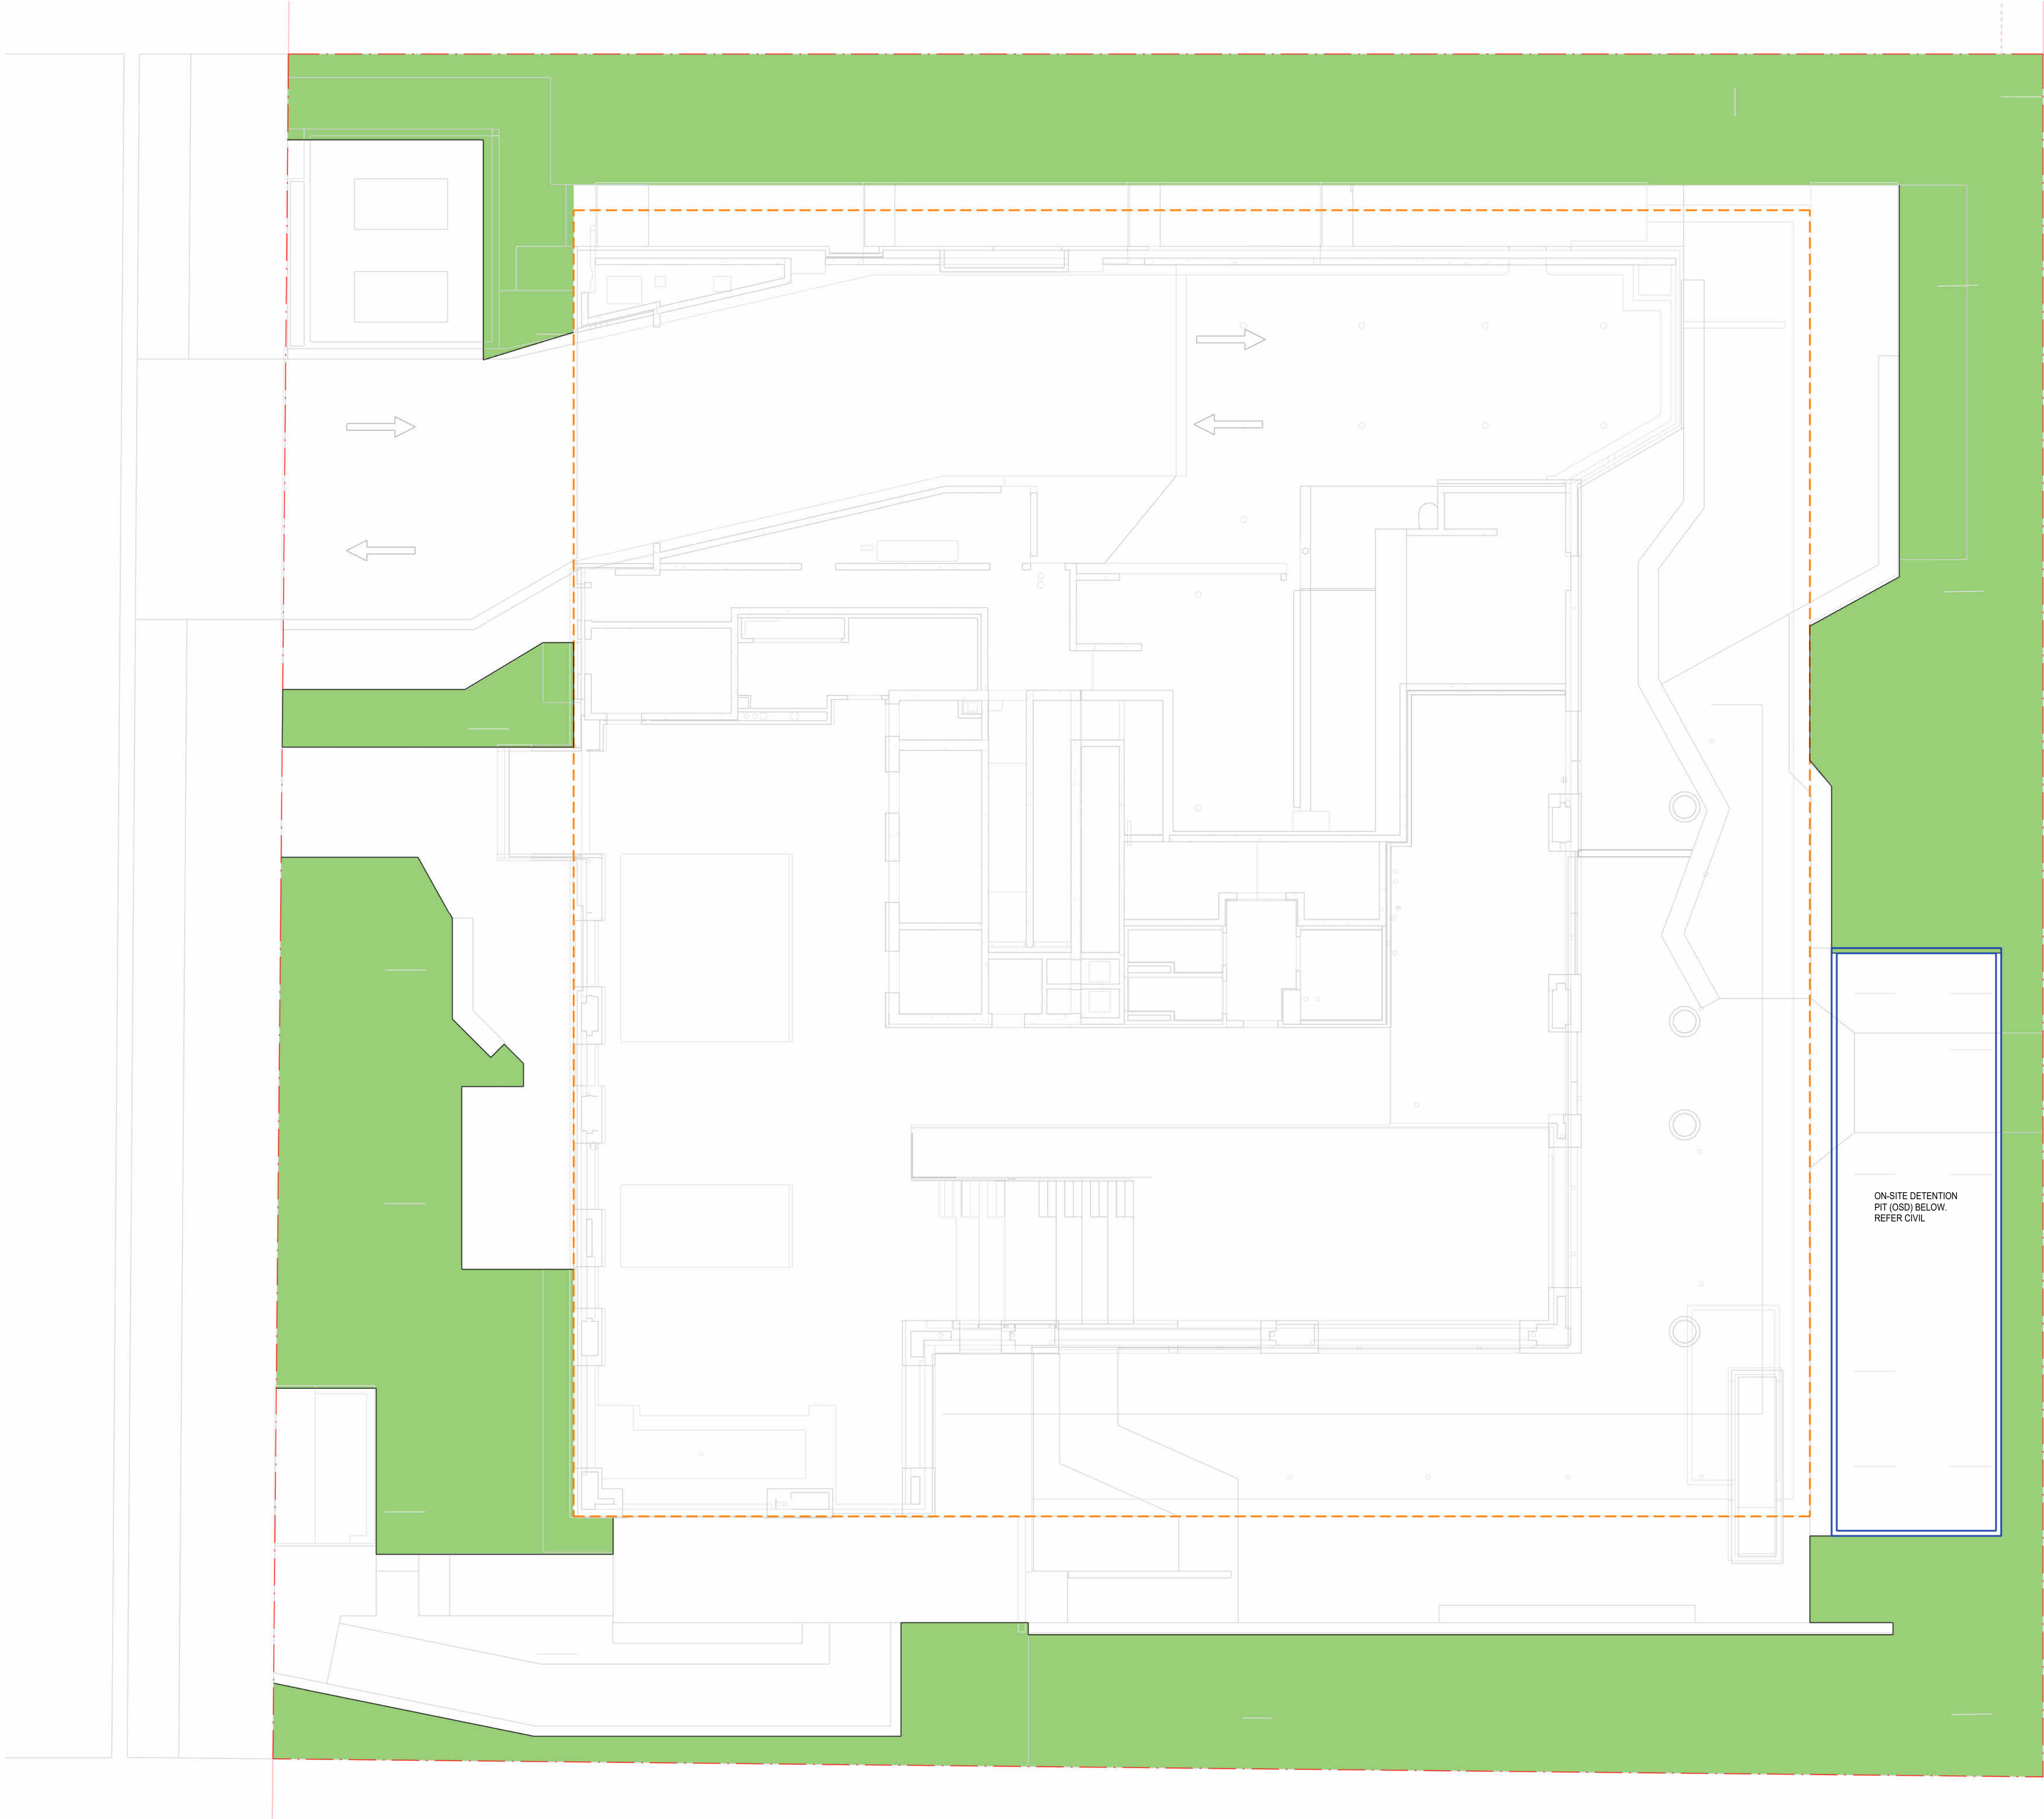 ON-SITE DETENTION
PIT (OSD) BELOW.
REFER CIVIL